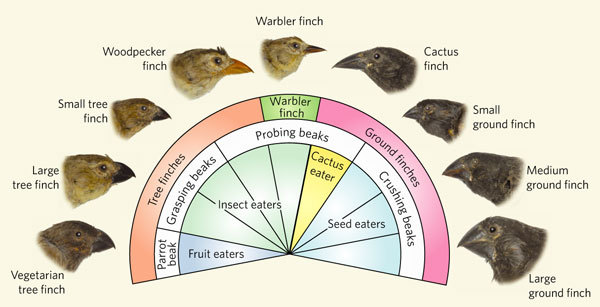 Warbler finch
Woodpecker
finch
Cactus
finch
Small tree
finch
Small
ground finch
Large
tree finch
Medium
ground finch
Vegetarian
tree finch
Large
ground finch
Tree finches
Warbler
finch
Ground finches
Parrot
beak
Grasping beaks
Probing beaks
Crushing beaks
Fruit eaters
Insect eaters
Cactus
eater
Seed eaters